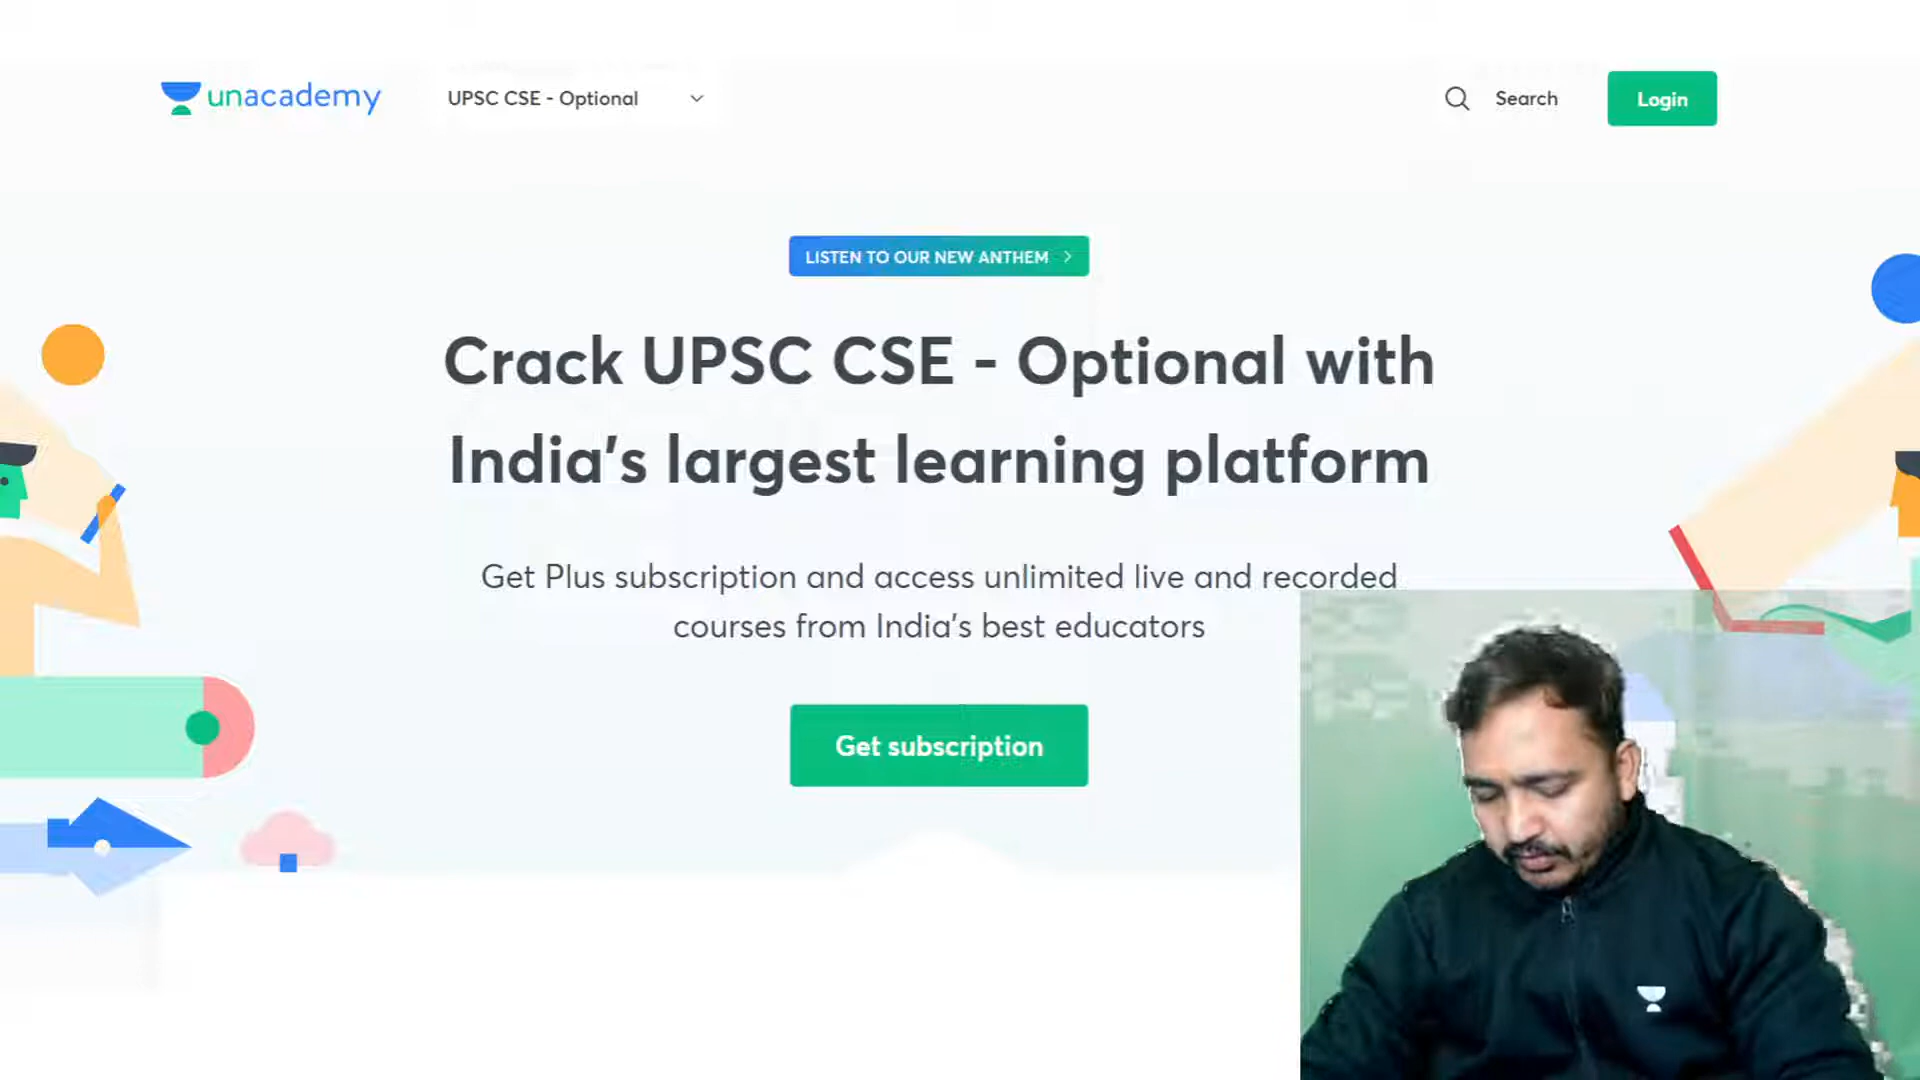 unacademy
UPSC CSE - Optional
Search
Login
LISTEN TO OUR NEW ANTHEM
Crack UPSC CSE - Optional with
India's largest learning platform
Get Plus subscription and access unlimited live and recorded
courses from India's best educators
Get subscription